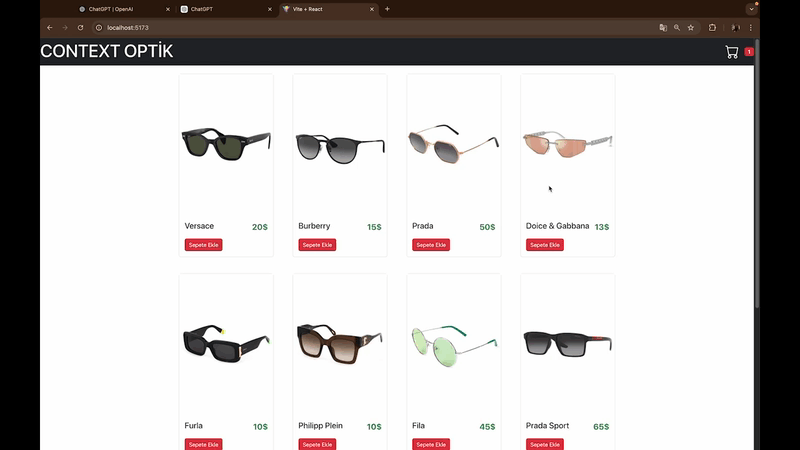 ChatGPT | OpenAI
ChatGPT
Vite + React
localhost:5173
CONTEXT OPTİK
1
Versace 20$
Burberry 15$
Prada 50$
Dolce & Gabbana 13$
Sepete Ekle
Sepete Ekle
Sepete Ekle
Sepete Ekle
Furla 10$
Philipp Plein 10$
Fila 45$
Prada Sport 65$
Sepete Ekle
Sepete Ekle
Sepete Ekle
Sepete Ekle